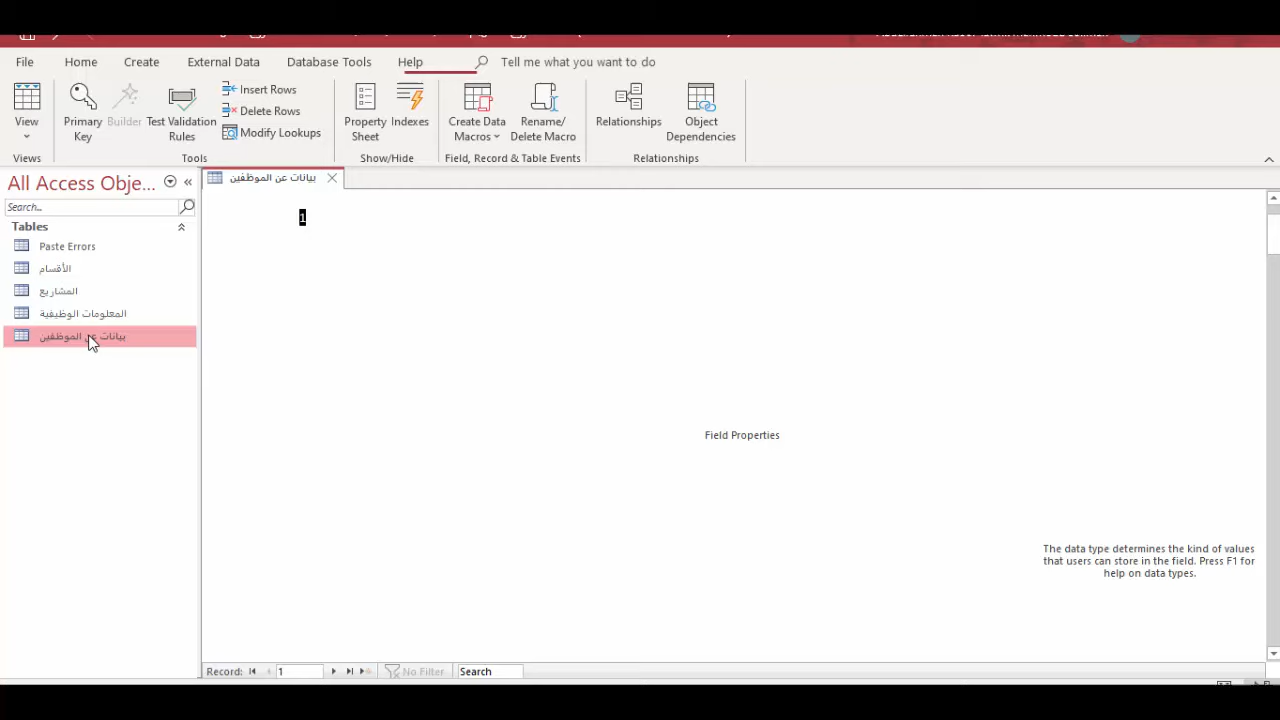 File Home Create External Data Database Tools Help Tell me what you want to do
View
Primary Key
Builder
Test Validation Rules
Insert Rows
Delete Rows
Modify Lookups
Property Sheet
Indexes
Create Data Macros
Rename/ Delete Macro
Relationships
Object Dependencies
Views Tools Show/Hide Field, Record & Table Events Relationships
All Access Obje...
Search...
Tables
Paste Errors
الأقسام
المشاريع
المعلومات الوظيفية
بيانات عن الموظفين
بيانات عن الموظفين
1
Field Properties
The data type determines the kind of values
that users can store in the field. Press F1 for
help on data types.
Record: 1 No Filter Search